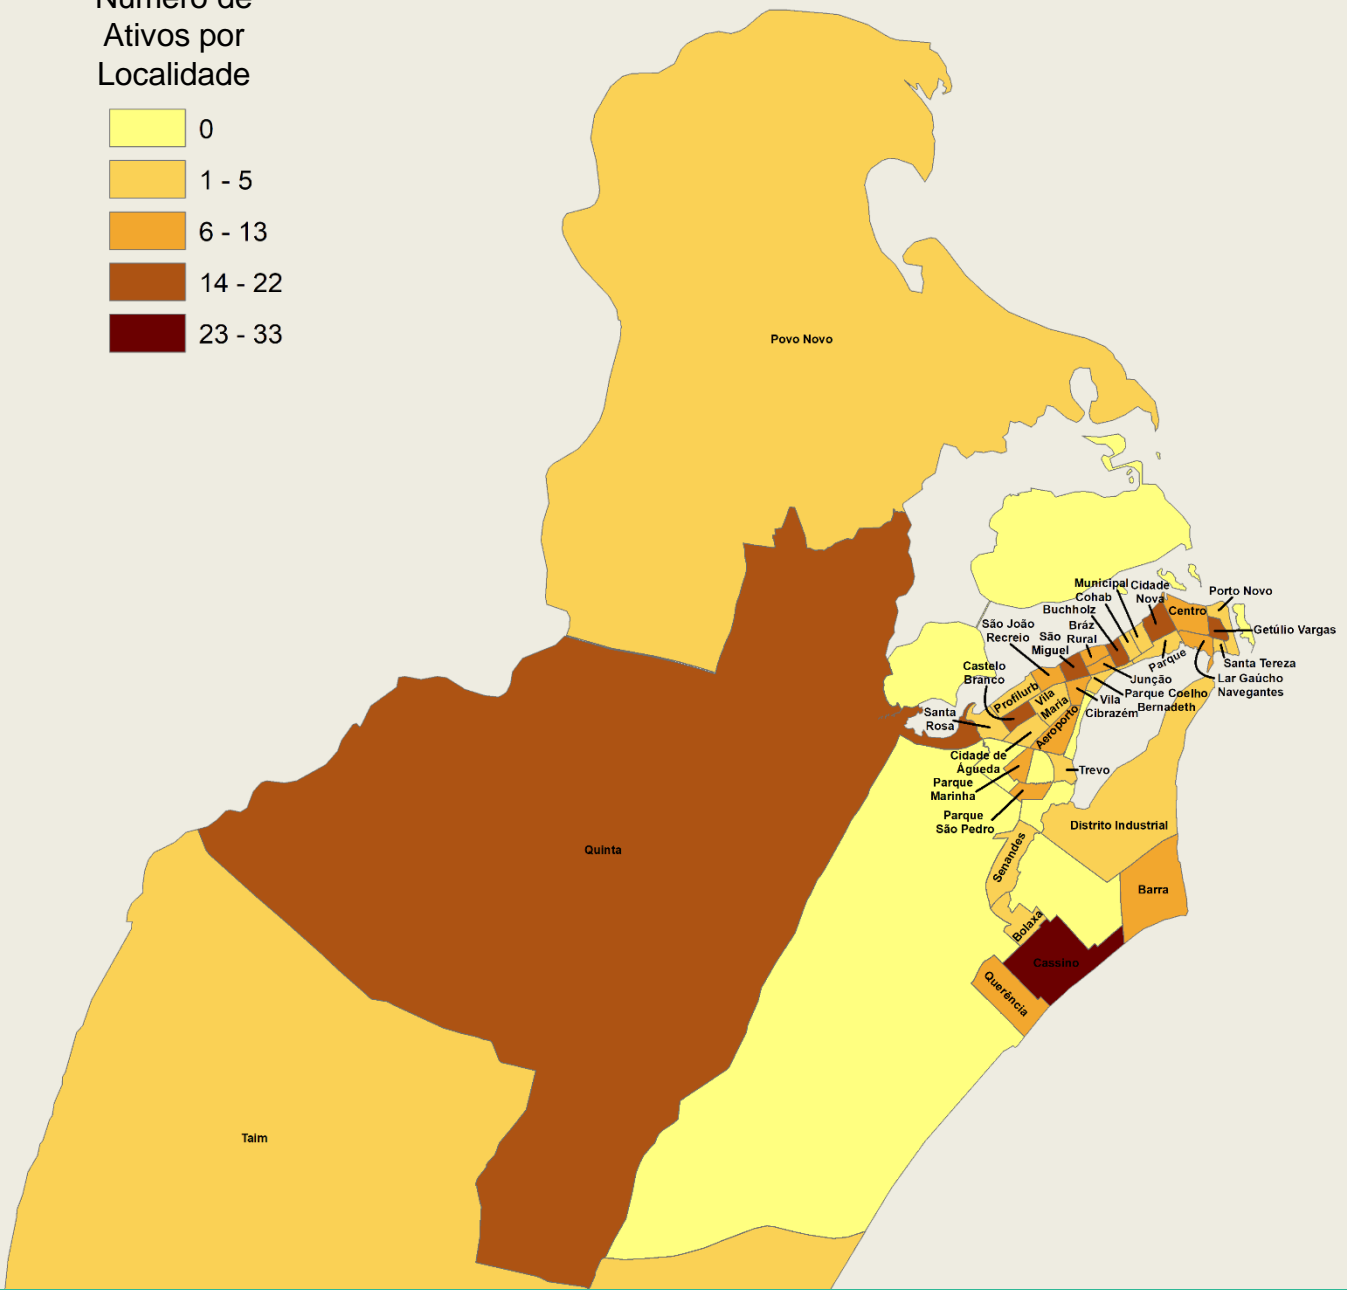 Número de
Ativos por
Localidade
0
1 - 5
6 - 13
14 - 22
23 - 33
Povo Novo
Municipal
Cidade
Nova
Porto Novo
Cohab
Buchholz
Centro
São João
Recreio
São
Miguel
Bráz
Rural
Getúlio Vargas
Castelo
Branco
Parque
Santa Tereza
Lar Gaúcho
Navegantes
Junção
Profilurb
Vila
Maria
Parque Coelho
Bernadeth
Vila
Cibrazém
Santa
Rosa
Aeroporto
Cidade de
Águeda
Trevo
Parque
Marinha
Parque
São Pedro
Distrito Industrial
Senandes
Quinta
Barra
Bolaxa
Cassino
Querência
Taim